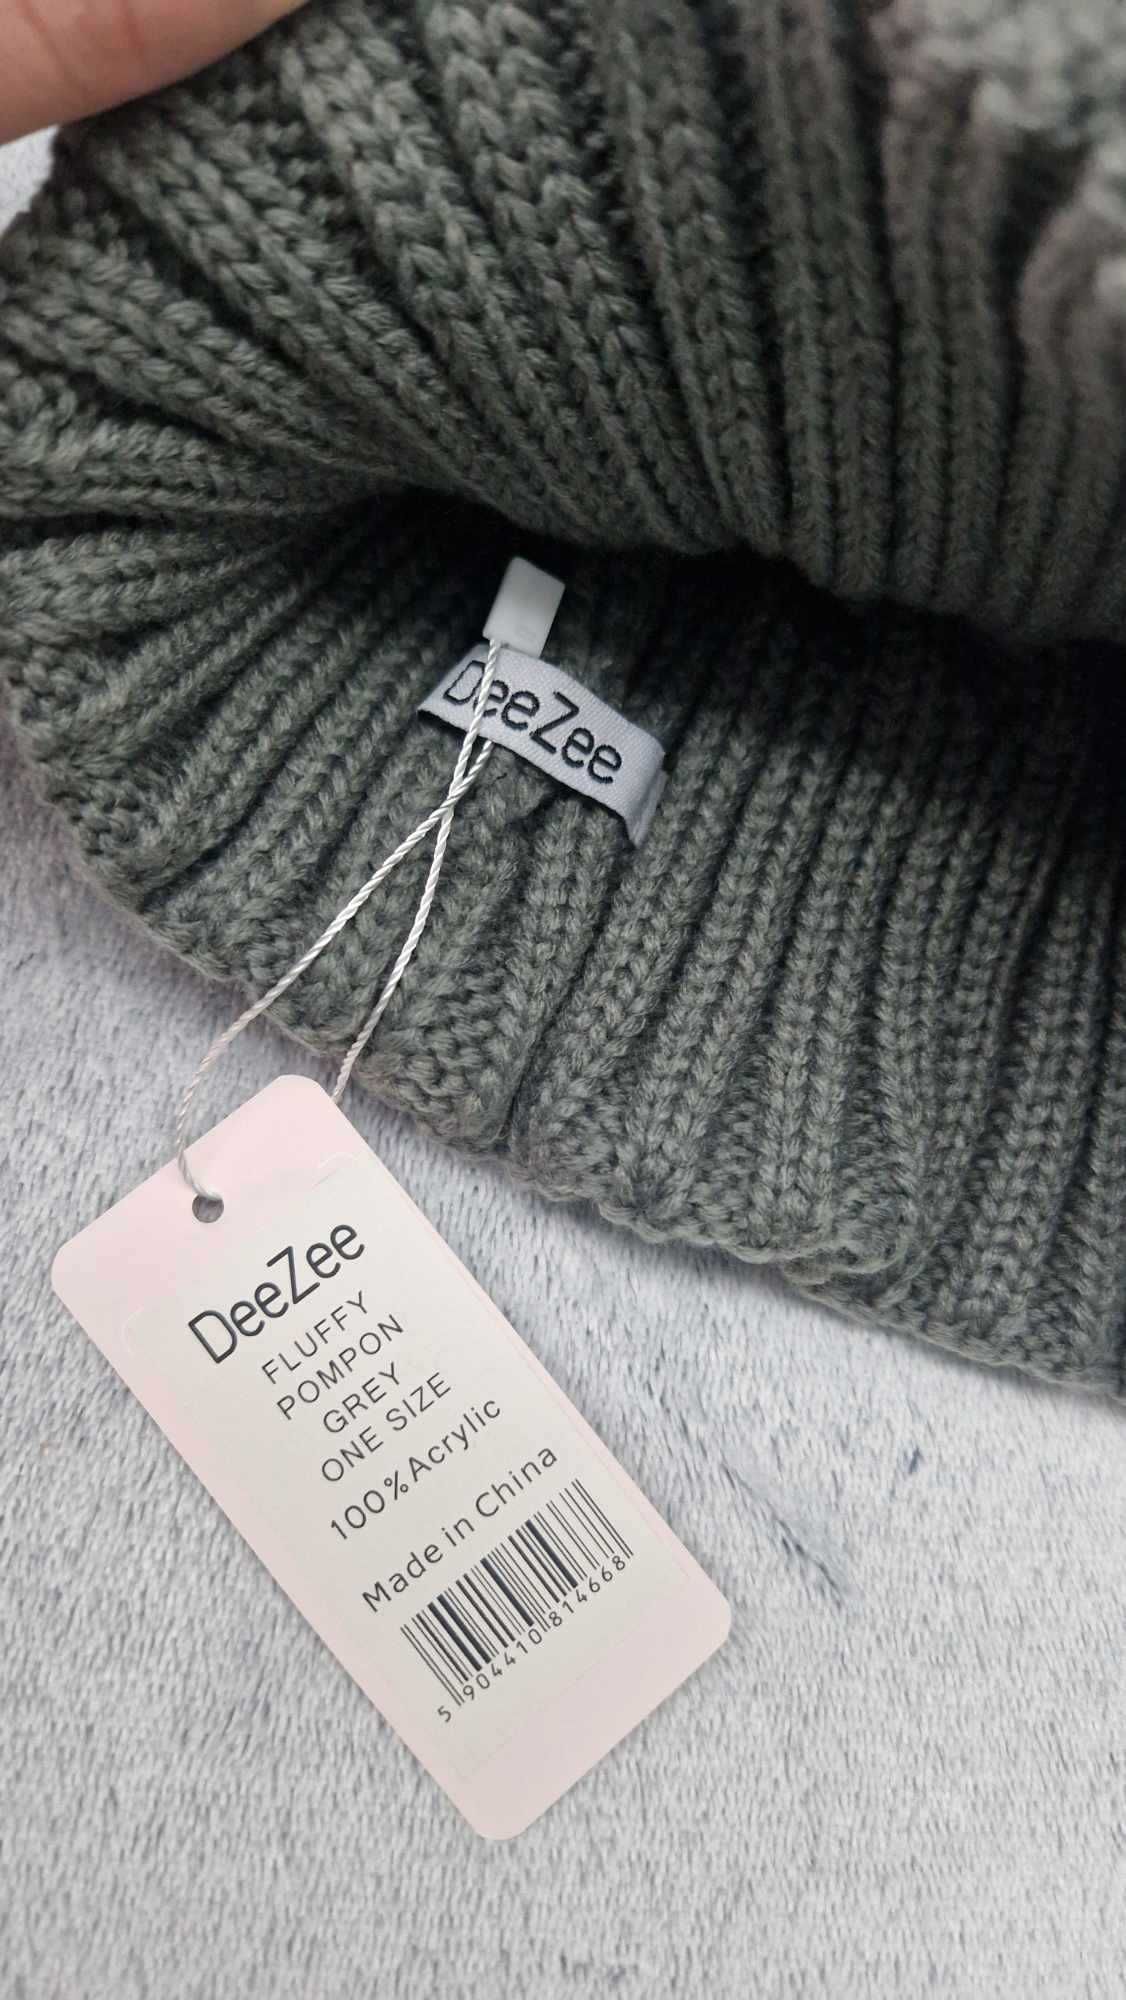 DeeZee
DeeZee
FLUFFY
POMPON
GREY
ONE SIZE
100% Acrylic
Made in China
5 904410 814668